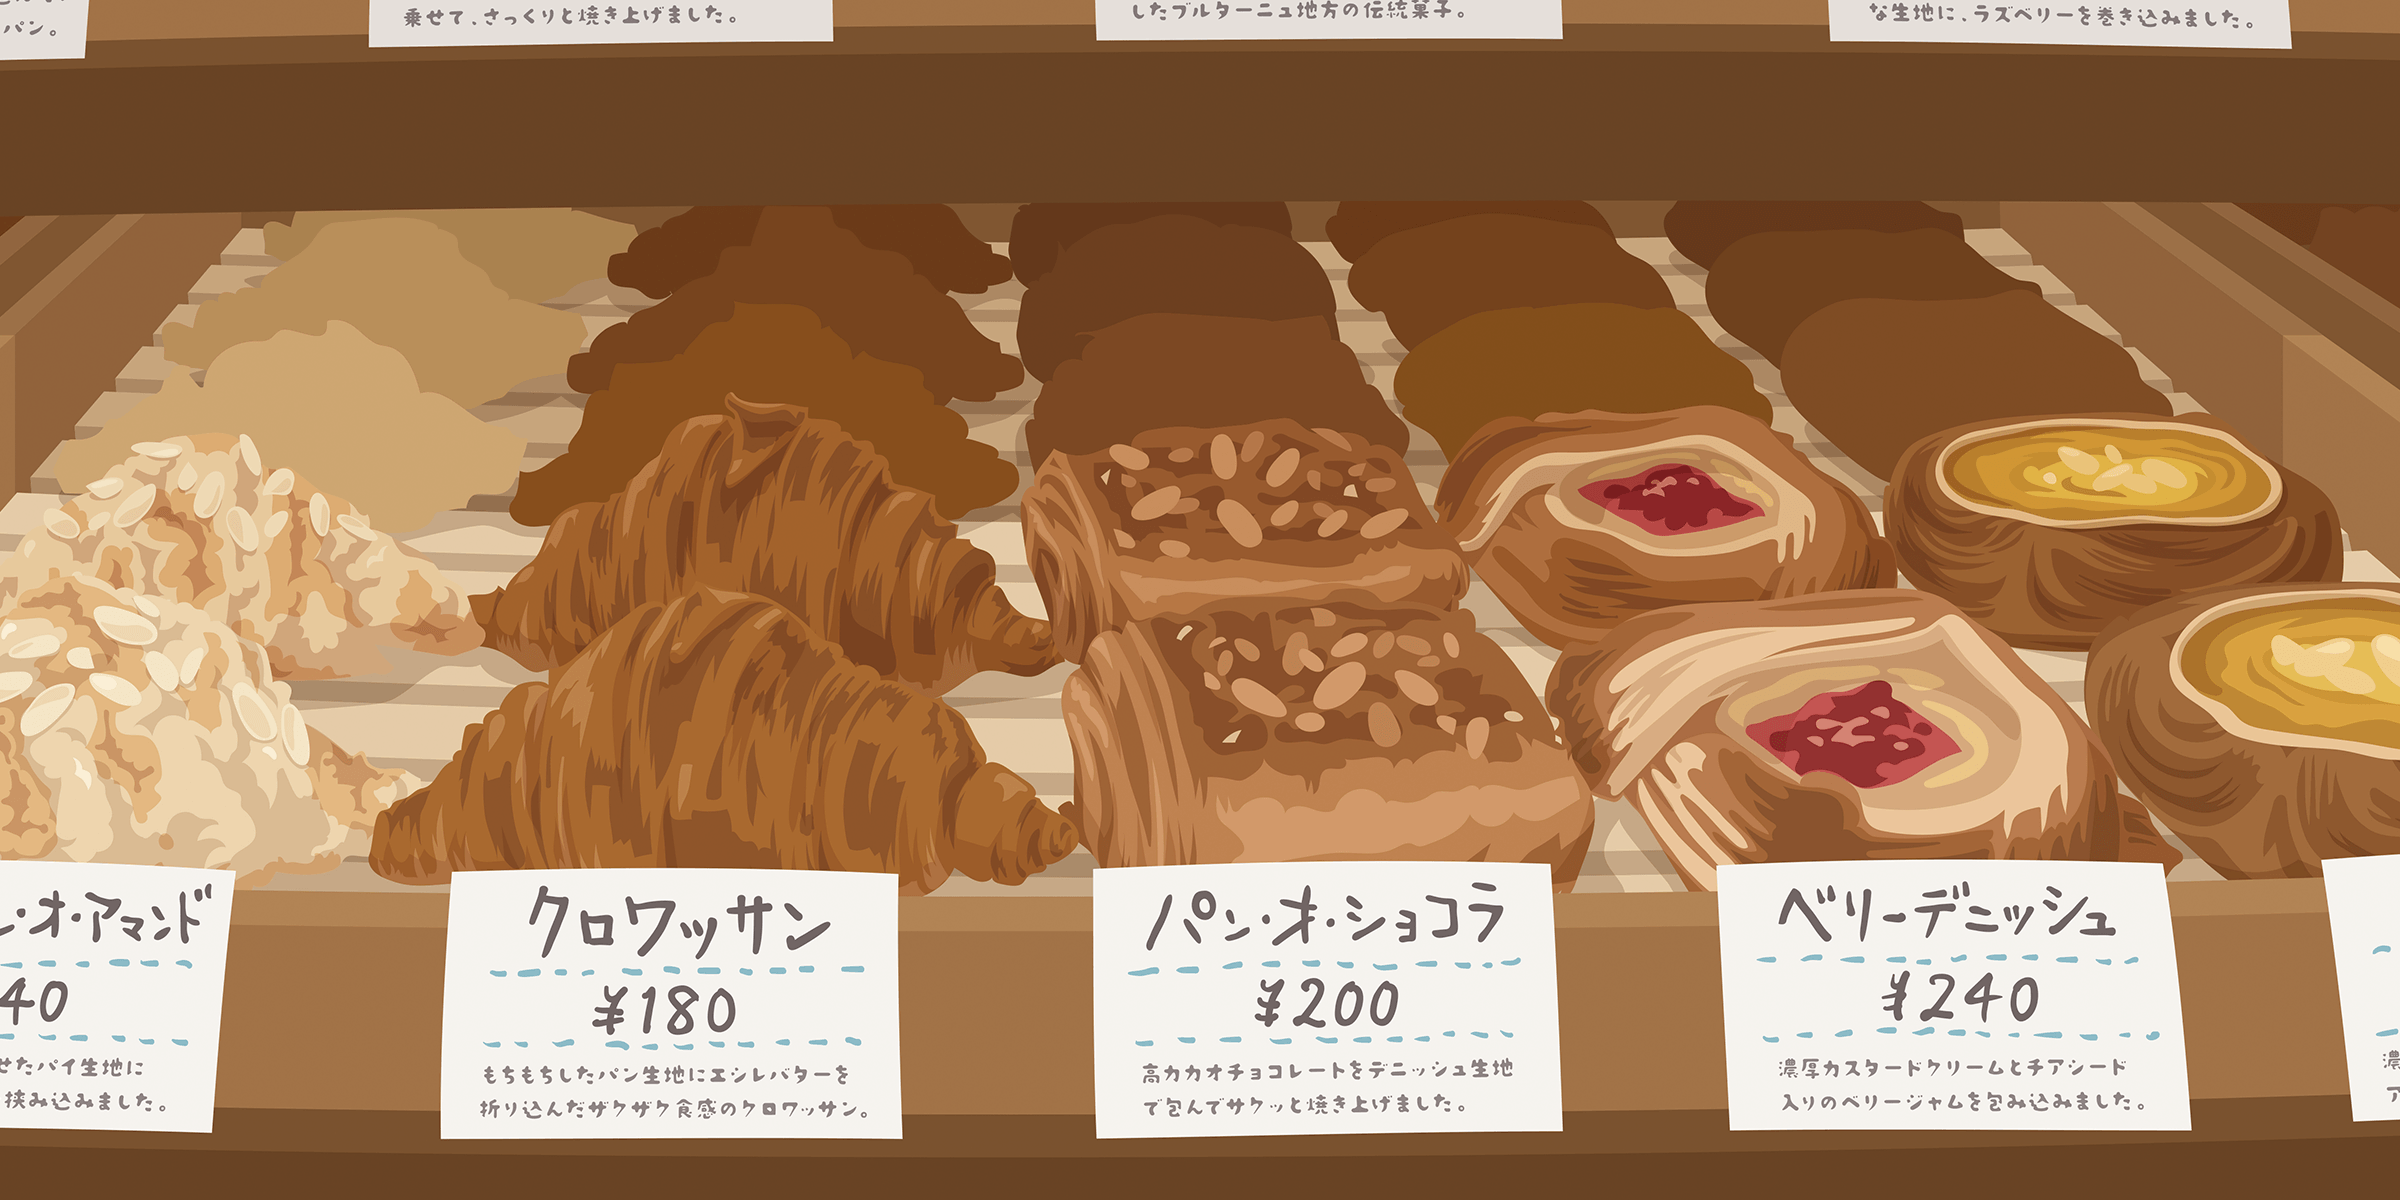 パン。
乗せて、さっくりと焼き上げました。
したブルターニュ地方の伝統菓子。
な生地に、ラズベリーを巻き込みました。
ン・オ・アマンド
40
せたパイ生地に
挟み込みました。
クロワッサン
¥180
もちもちしたパン生地にエシレバターを
折り込んだザクザク食感のクロワッサン。
パン・オ・ショコラ
¥200
高カカオチョコレートをデニッシュ生地
で包んでサクッと焼き上げました。
ベリーデニッシュ
¥240
濃厚カスタードクリームとチアシード
入りのベリージャムを包み込みました。
濃
ア